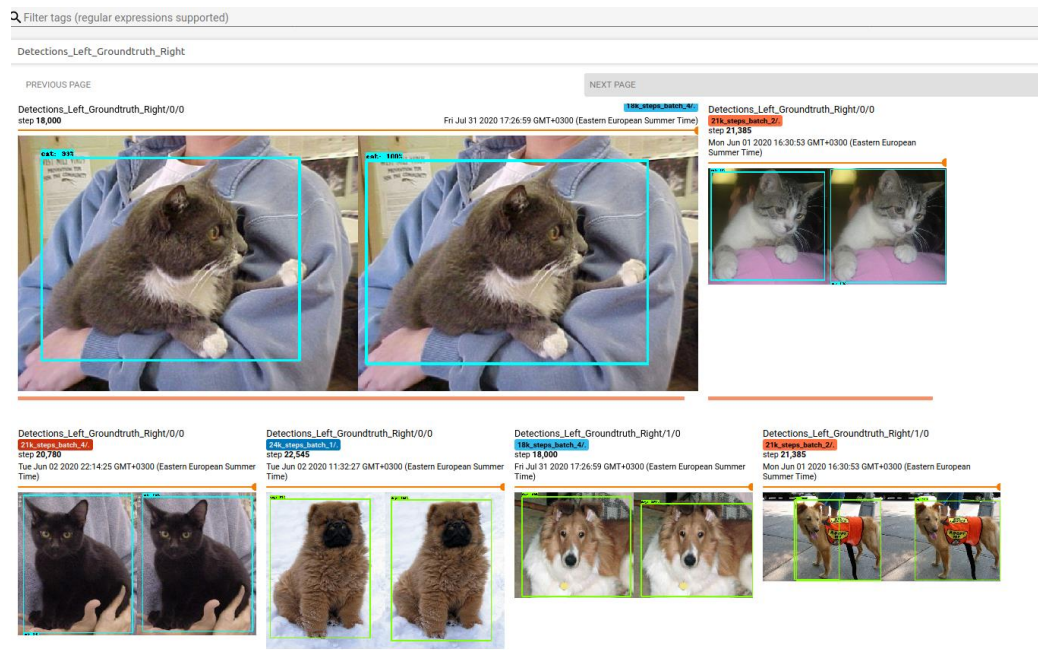 Filter tags (regular expressions supported)
Detections_Left_Groundtruth_Right
PREVIOUS PAGE
NEXT PAGE
Detections_Left_Groundtruth_Right/0/0
18k_steps_batch_4/.
step 18,000
Fri Jul 31 2020 17:26:59 GMT+0300 (Eastern European Summer Time)
cat: 99%
cat: 100%
Detections_Left_Groundtruth_Right/0/0
21k_steps_batch_2/.
step 21,385
Mon Jun 01 2020 16:30:53 GMT+0300 (Eastern European
Summer Time)
Detections_Left_Groundtruth_Right/0/0
21k_steps_batch_4/.
step 20,780
Tue Jun 02 2020 22:14:25 GMT+0300 (Eastern European Summer
Time)
Detections_Left_Groundtruth_Right/0/0
24k_steps_batch_1/.
step 22,545
Tue Jun 02 2020 11:32:27 GMT+0300 (Eastern European Summer
Time)
Detections_Left_Groundtruth_Right/1/0
18k_steps_batch_4/.
step 18,000
Fri Jul 31 2020 17:26:59 GMT+0300 (Eastern European Summer
Time)
Detections_Left_Groundtruth_Right/1/0
21k_steps_batch_2/.
step 21,385
Mon Jun 01 2020 16:30:53 GMT+0300 (Eastern European
Summer Time)